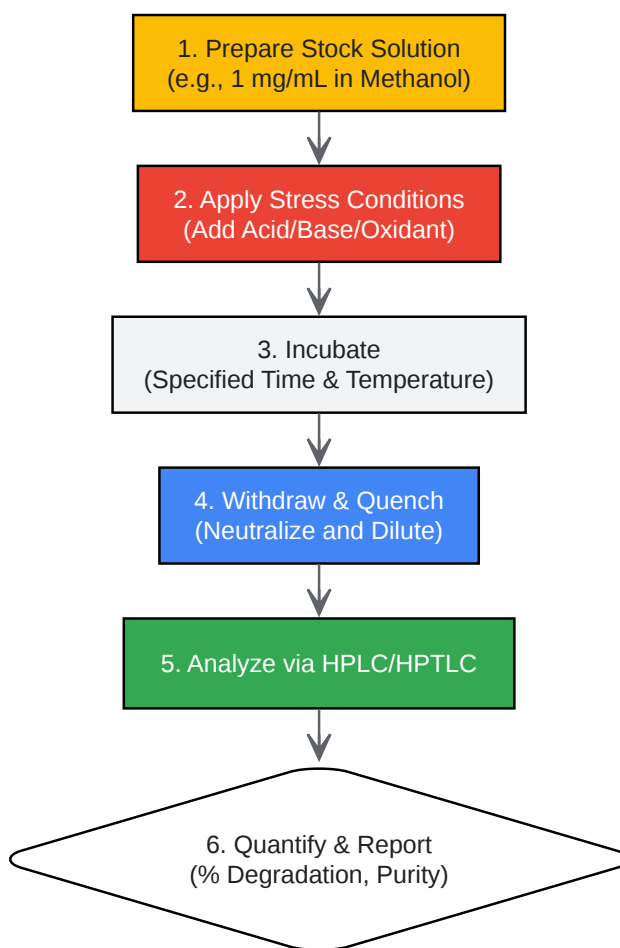 1. Prepare Stock Solution
(e.g., 1 mg/mL in Methanol)
2. Apply Stress Conditions
(Add Acid/Base/Oxidant)
3. Incubate
(Specified Time & Temperature)
4. Withdraw & Quench
(Neutralize and Dilute)
5. Analyze via HPLC/HPTLC
6. Quantify & Report
(% Degradation, Purity)